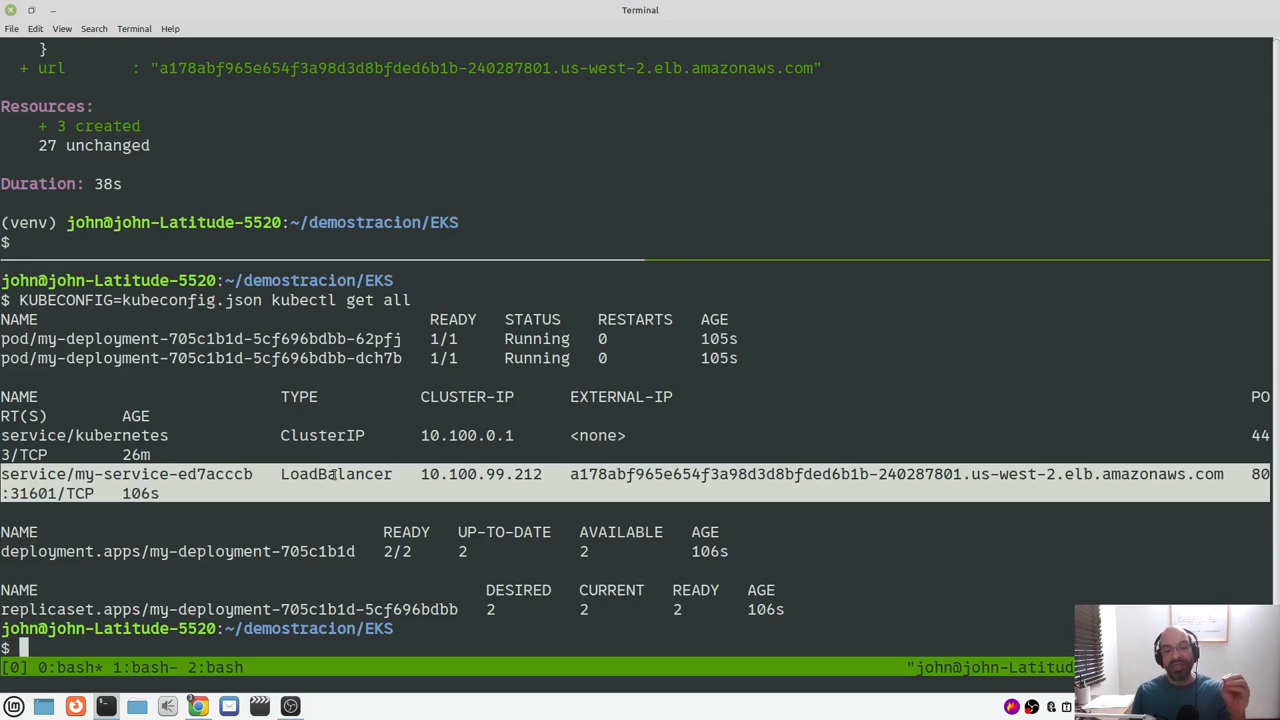 Terminal
File Edit View Search Terminal Help
}
+ url : "a178abf965e654f3a98d3d8bfded6b1b-240287801.us-west-2.elb.amazonaws.com"
Resources:
+ 3 created
27 unchanged
Duration: 38s
(venv) john@john-Latitude-5520:~/demostracion/EKS
$
john@john-Latitude-5520:~/demostracion/EKS
$ KUBECONFIG=kubeconfig.json kubectl get all
NAME READY STATUS RESTARTS AGE
pod/my-deployment-705c1b1d-5cf696bdbb-62pfj 1/1 Running 0 105s
pod/my-deployment-705c1b1d-5cf696bdbb-dch7b 1/1 Running 0 105s
NAME TYPE CLUSTER-IP EXTERNAL-IP PO
RT(S) AGE
service/kubernetes ClusterIP 10.100.0.1 <none> 44
3/TCP 26m
service/my-service-ed7acccb LoadBalancer 10.100.99.212 a178abf965e654f3a98d3d8bfded6b1b-240287801.us-west-2.elb.amazonaws.com 80
:31601/TCP 106s
NAME READY UP-TO-DATE AVAILABLE AGE
deployment.apps/my-deployment-705c1b1d 2/2 2 2 106s
NAME DESIRED CURRENT READY AGE
replicaset.apps/my-deployment-705c1b1d-5cf696bdbb 2 2 2 106s
john@john-Latitude-5520:~/demostracion/EKS
$
[0] 0:bash* 1:bash- 2:bash "john@john-Latitud